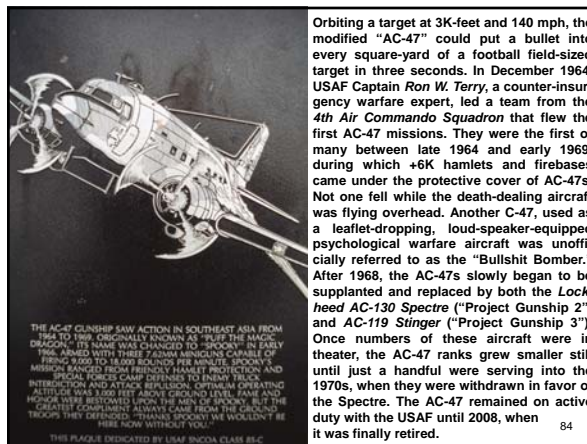 THE AC-47 GUNSHIP SAW ACTION IN SOUTHEAST ASIA FROM
1964 TO 1969. ORIGINALLY KNOWN AS "PUFF THE MAGIC
DRAGON," ITS NAME WAS CHANGED TO "SPOOKY" IN EARLY
1966. ARMED WITH THREE 7.62MM MINIGUNS CAPABLE OF
FIRING 9,000 TO 18,000 ROUNDS PER MINUTE, SPOOKY'S
MISSION RANGED FROM FRIENDLY HAMLET PROTECTION AND
SPECIAL FORCES CAMP DEFENSES TO ENEMY TRUCK
INTERDICTION AND ATTACK REPULSION. OPTIMUM OPERATING
ALTITUDE WAS 3,000 FEET ABOVE GROUND LEVEL. FAME AND
HONOR WERE BESTOWED UPON THE MEN OF SPOOKY, BUT THE
GREATEST COMPLIMENT ALWAYS CAME FROM THE GROUND
TROOPS THEY DEFENDED: "THANKS SPOOKY! WE WOULDN'T BE
HERE NOW WITHOUT YOU."
THIS PLAQUE DEDICATED BY USAF SNCOA CLASS 85-C
Orbiting a target at 3K-feet and 140 mph, the
modified "AC-47" could put a bullet into
every square-yard of a football field-sized
target in three seconds. In December 1964,
USAF Captain Ron W. Terry, a counter-insur
gency warfare expert, led a team from the
4th Air Commando Squadron that flew the
first AC-47 missions. They were the first of
many between late 1964 and early 1969
during which +6K hamlets and firebases
came under the protective cover of AC-47s.
Not one fell while the death-dealing aircraft
was flying overhead. Another C-47, used as
a leaflet-dropping, loud-speaker-equipped
psychological warfare aircraft was unoffi
cially referred to as the "Bullshit Bomber."
After 1968, the AC-47s slowly began to be
supplanted and replaced by both the Lock
heed AC-130 Spectre ("Project Gunship 2")
and AC-119 Stinger ("Project Gunship 3").
Once numbers of these aircraft were in
theater, the AC-47 ranks grew smaller still
until just a handful were serving into the
1970s, when they were withdrawn in favor of
the Spectre. The AC-47 remained on active
duty with the USAF until 2008, when
it was finally retired.
84